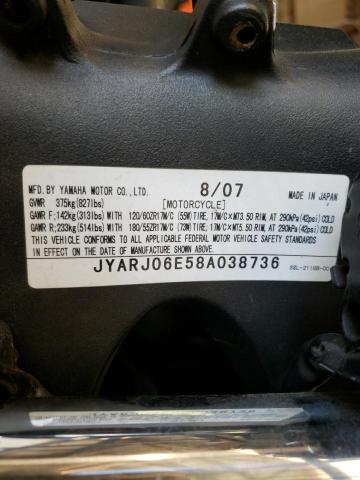 MFD. BY YAMAHA MOTOR CO., LTD. 8/07 MADE IN JAPAN
GVWR 375kg(827lbs) [MOTORCYCLE]
GAWR F;142kg(313lbs)WITH 120/60ZR17M/C (55W)TIRE, 17M/C×MT3.50 RIM, AT 290kPa(42psi)COLD
GAWR R;233kg(514lbs)WITH 180/55ZR17M/C (73W)TIRE, 17M/C×MT5.50 RIM, AT 290kPa(42psi)COLD
THIS VEHICLE CONFORMS TO ALL APPLICABLE FEDERAL MOTOR VEHICLE SAFETY STANDARDS
IN EFFECT ON THE DATE OF MANUFACTURE SHOWN ABOVE.
JYARJ06E58A038736